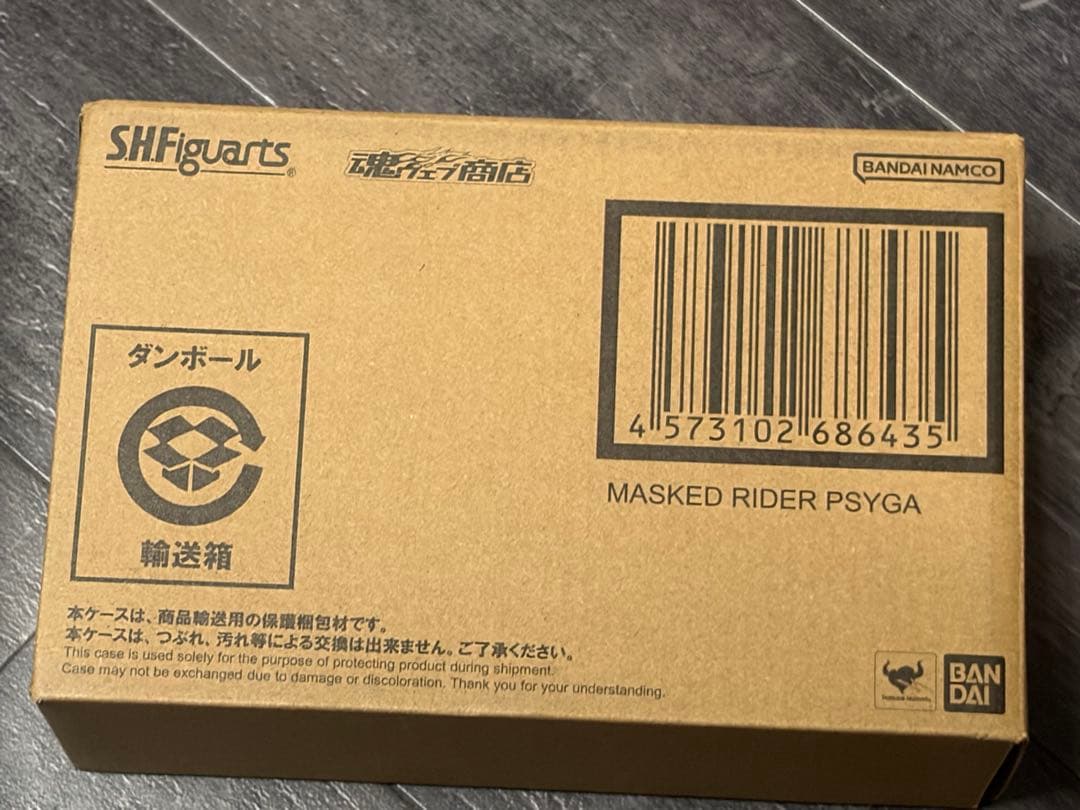 S.H.Figuarts
魂ウェブ商店
BANDAI NAMCO
4 573102 686435
MASKED RIDER PSYGA
ダンボール
輸送箱
本ケースは、商品輸送用の保護梱包材です。
本ケースは、つぶれ、汚れ等による交換は出来ません。ご了承ください。
This case is used solely for the purpose of protecting product during shipment.
Case may not be exchanged due to damage or discoloration. Thank you for your understanding.
BAN
DAI